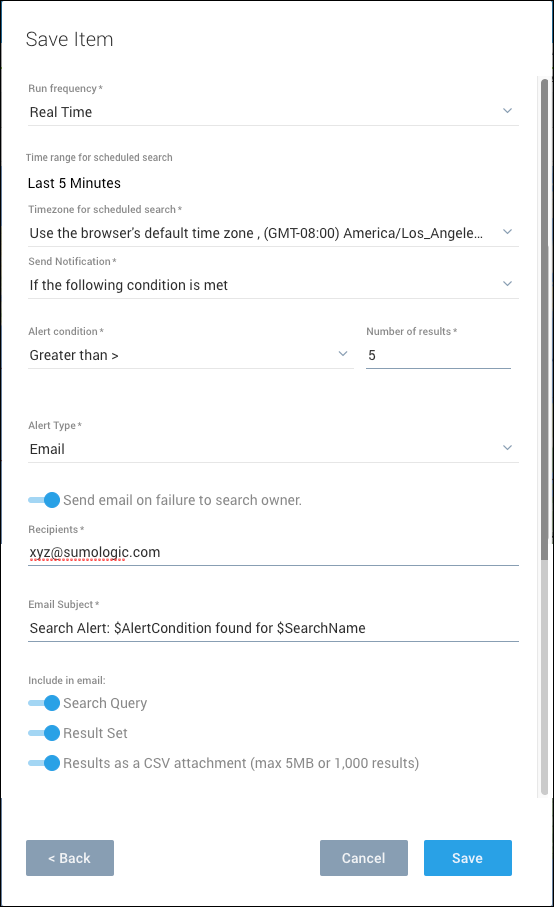 Save Item
Run frequency *
Real Time
Time range for scheduled search
Last 5 Minutes
Timezone for scheduled search *
Use the browser's default time zone , (GMT-08:00) America/Los_Angele...
Send Notification *
If the following condition is met
Alert condition *
Number of results *
Greater than >
5
Alert Type *
Email
Send email on failure to search owner.
Recipients *
xyz@sumologic.com
Email Subject *
Search Alert: $AlertCondition found for $SearchName
Include in email:
Search Query
Result Set
Results as a CSV attachment (max 5MB or 1,000 results)
< Back
Cancel
Save